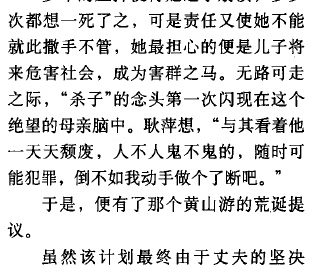 次都想一死了之，可是责任又使她不能
就此撒手不管，她最担心的便是儿子将
来危害社会，成为害群之马。无路可走
之际，“杀子”的念头第一次闪现在这个
绝望的母亲脑中。耿萍想，“与其看着他
一天天颓废，人不人鬼不鬼的，随时可
能犯罪，倒不如我动手做个了断吧。”
于是，便有了那个黄山游的荒诞提
议。
虽然该计划最终由于丈夫的坚决